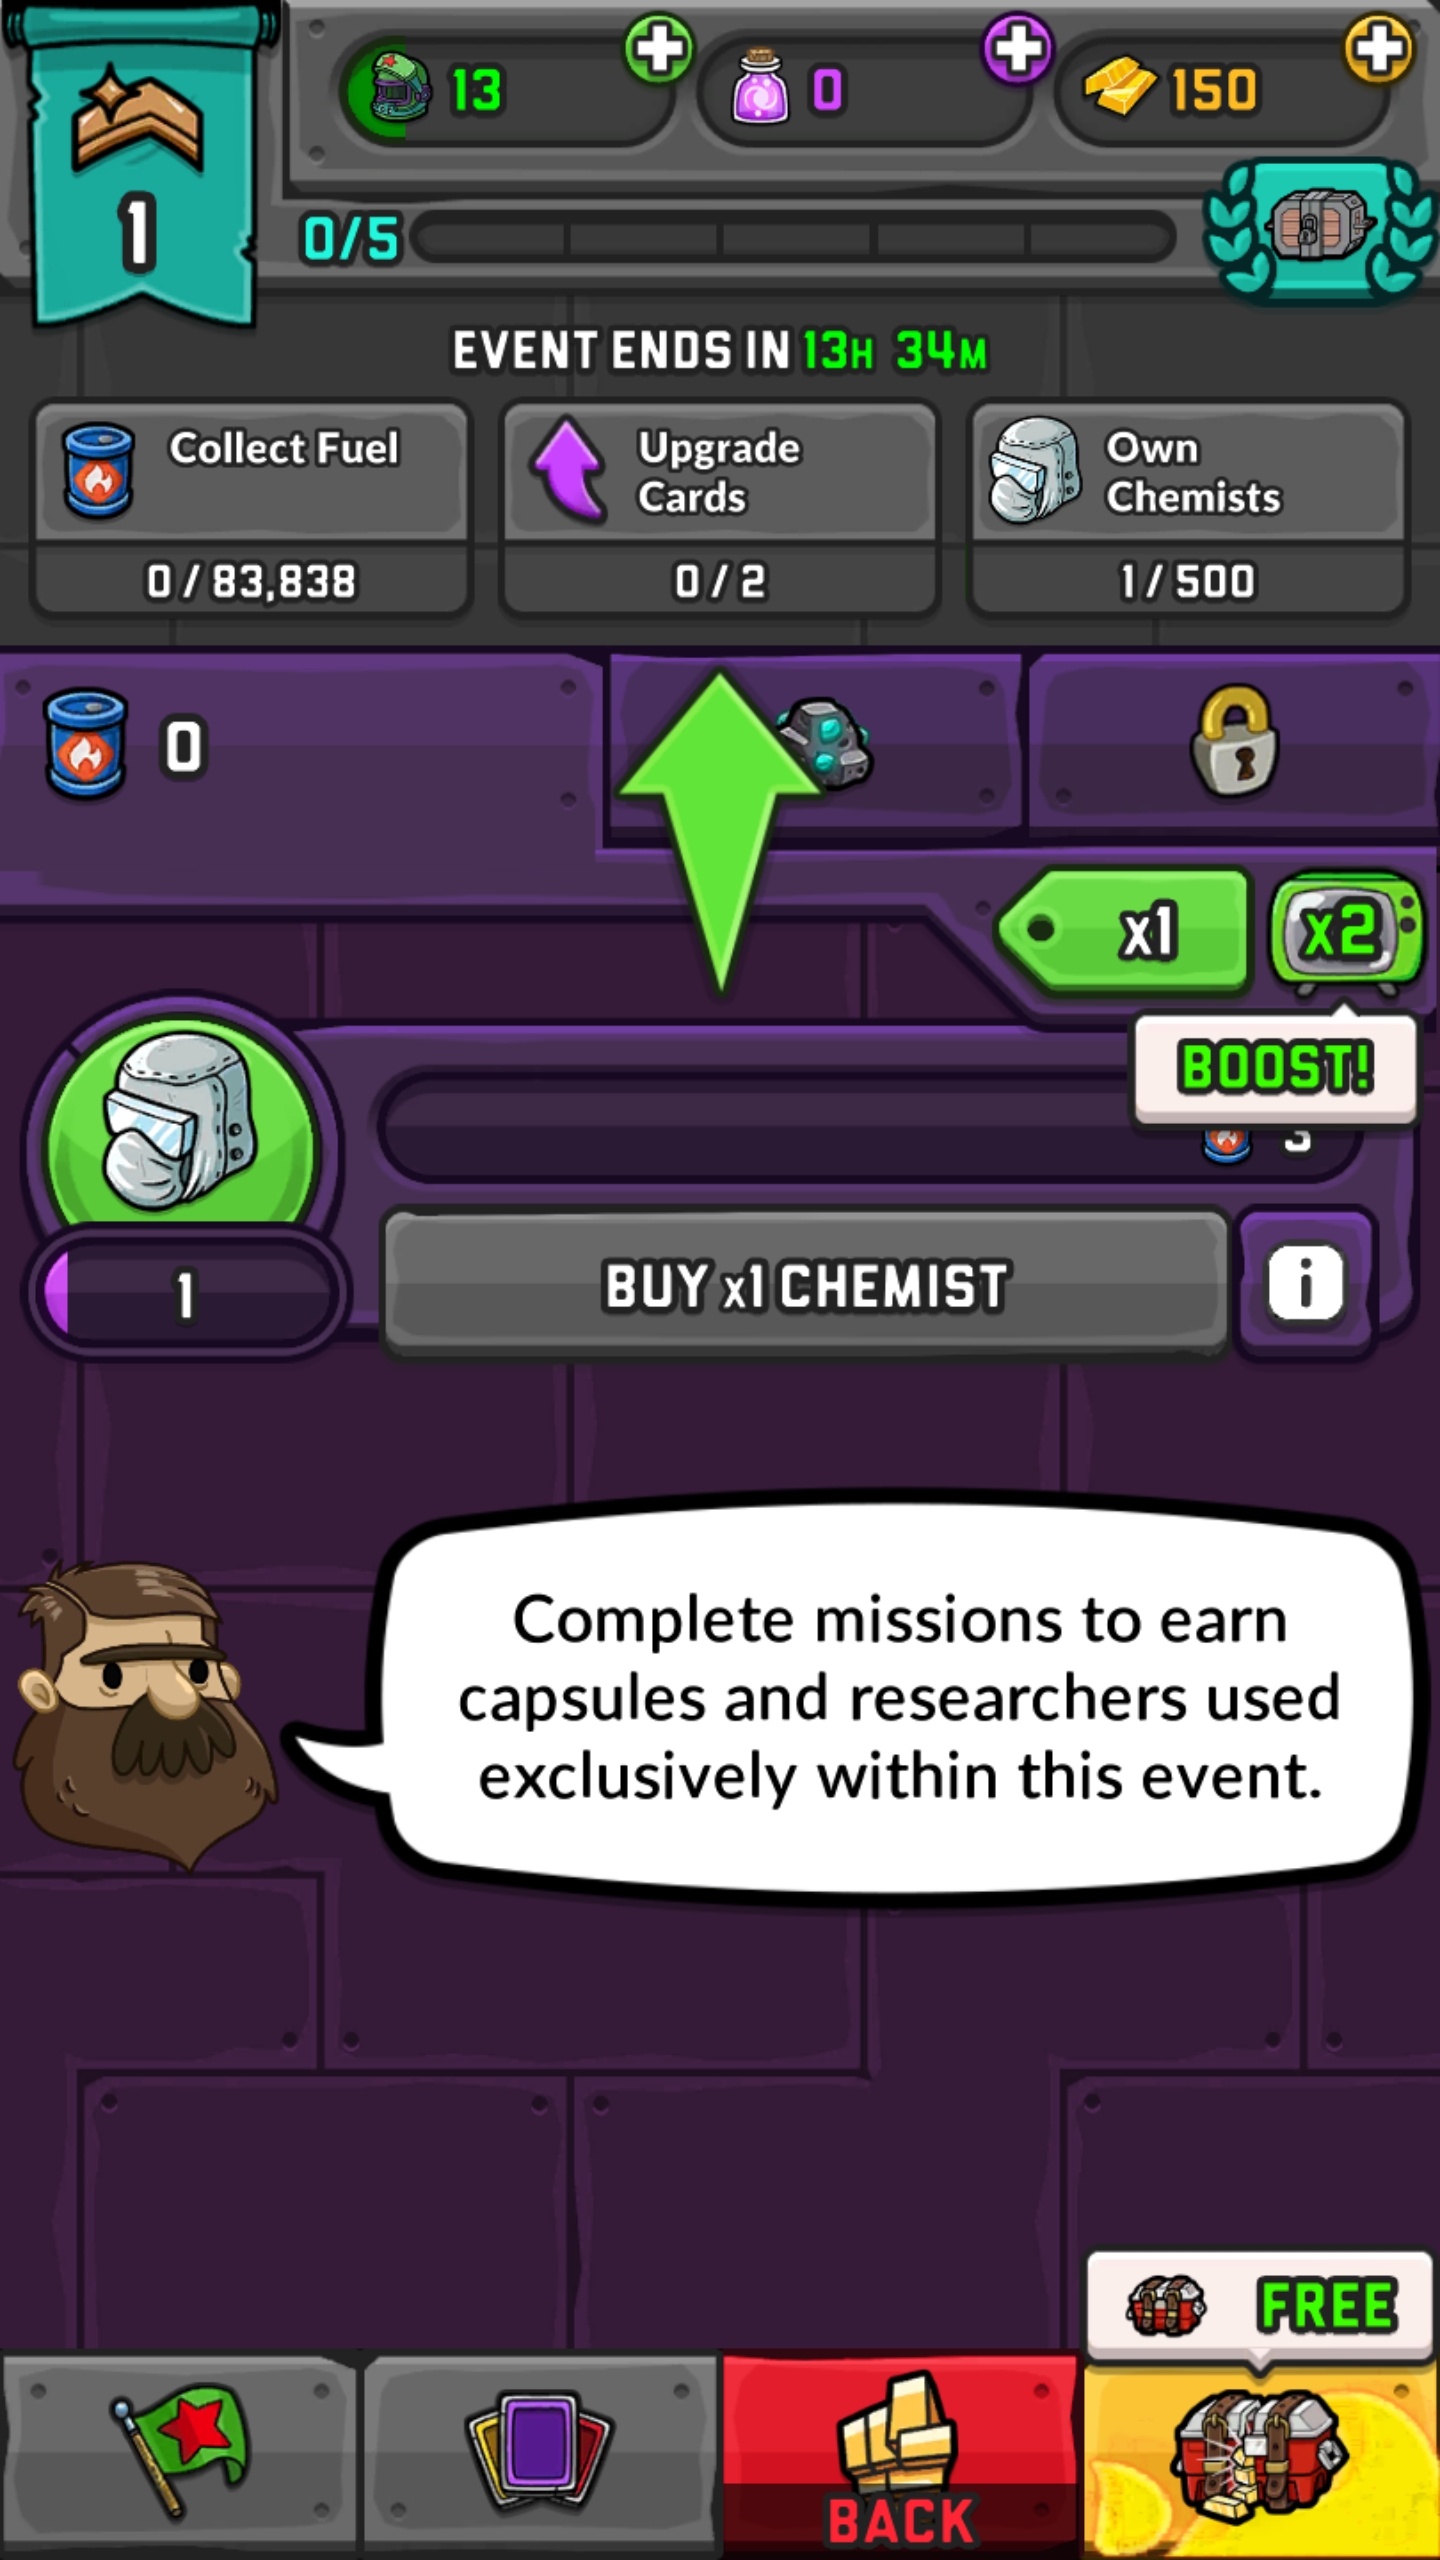 13
0
150
1
0/5
EVENT ENDS IN 13H 34M
Collect Fuel
0 / 83,838
Upgrade
Cards
0 / 2
Own
Chemists
1 / 500
0
x1
x2
BOOST!
3
1
BUY x1 CHEMIST
i
Complete missions to earn
capsules and researchers used
exclusively within this event.
FREE
BACK